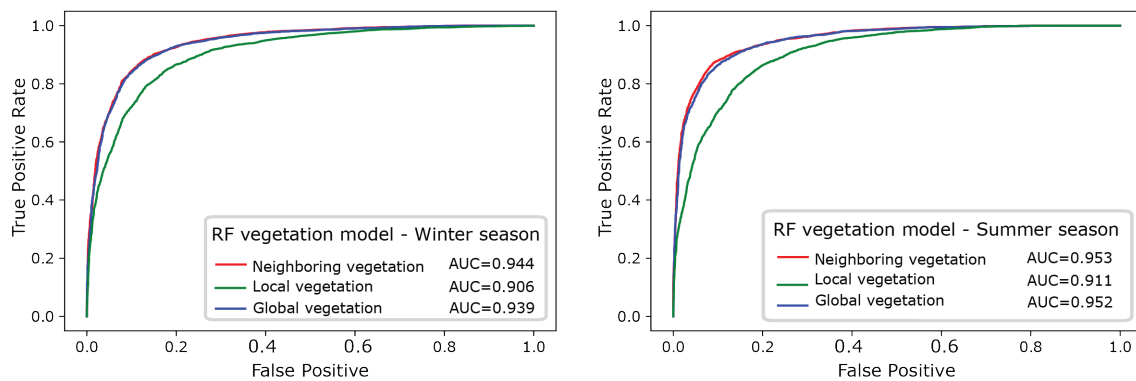 1.0
0.8
0.6
0.4
0.2
0.0
True Positive Rate
RF vegetation model - Winter season
Neighboring vegetation AUC=0.944
Local vegetation AUC=0.906
Global vegetation AUC=0.939
0.0 0.2 0.4 0.6 0.8 1.0
False Positive
1.0
0.8
0.6
0.4
0.2
0.0
True Positive Rate
RF vegetation model - Summer season
Neighboring vegetation AUC=0.953
Local vegetation AUC=0.911
Global vegetation AUC=0.952
0.0 0.2 0.4 0.6 0.8 1.0
False Positive